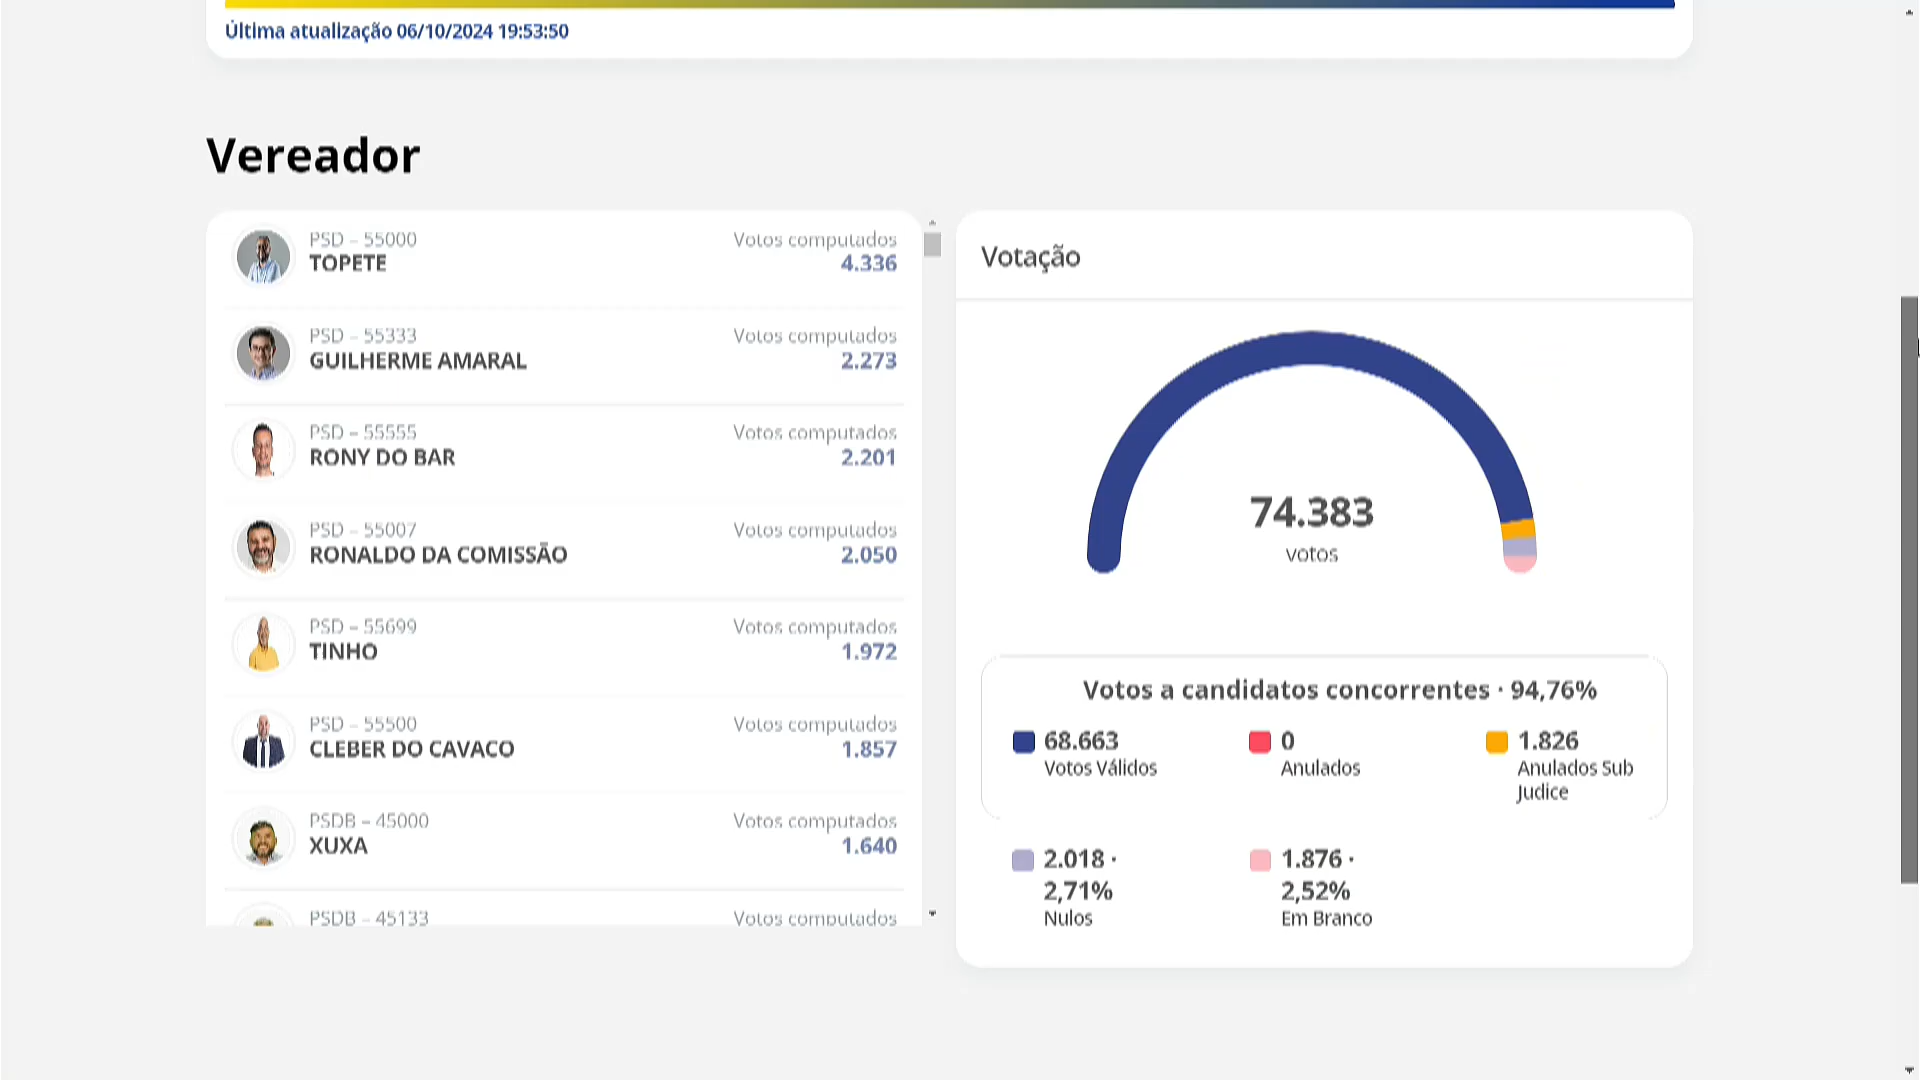 Última atualização 06/10/2024 19:53:50
Vereador
PSD – 55000
TOPETE
Votos computados
4.336
PSD – 55333
GUILHERME AMARAL
Votos computados
2.273
PSD – 55555
RONY DO BAR
Votos computados
2.201
PSD – 55007
RONALDO DA COMISSÃO
Votos computados
2.050
PSD – 55699
TINHO
Votos computados
1.972
PSD – 55500
CLEBER DO CAVACO
Votos computados
1.857
PSDB – 45000
XUXA
Votos computados
1.640
PSDB – 45133
Votos computados
Votação
74.383
votos
Votos a candidatos concorrentes · 94,76%
68.663
Votos Válidos
0
Anulados
1.826
Anulados Sub
Judice
2.018 ·
2,71%
Nulos
1.876 ·
2,52%
Em Branco